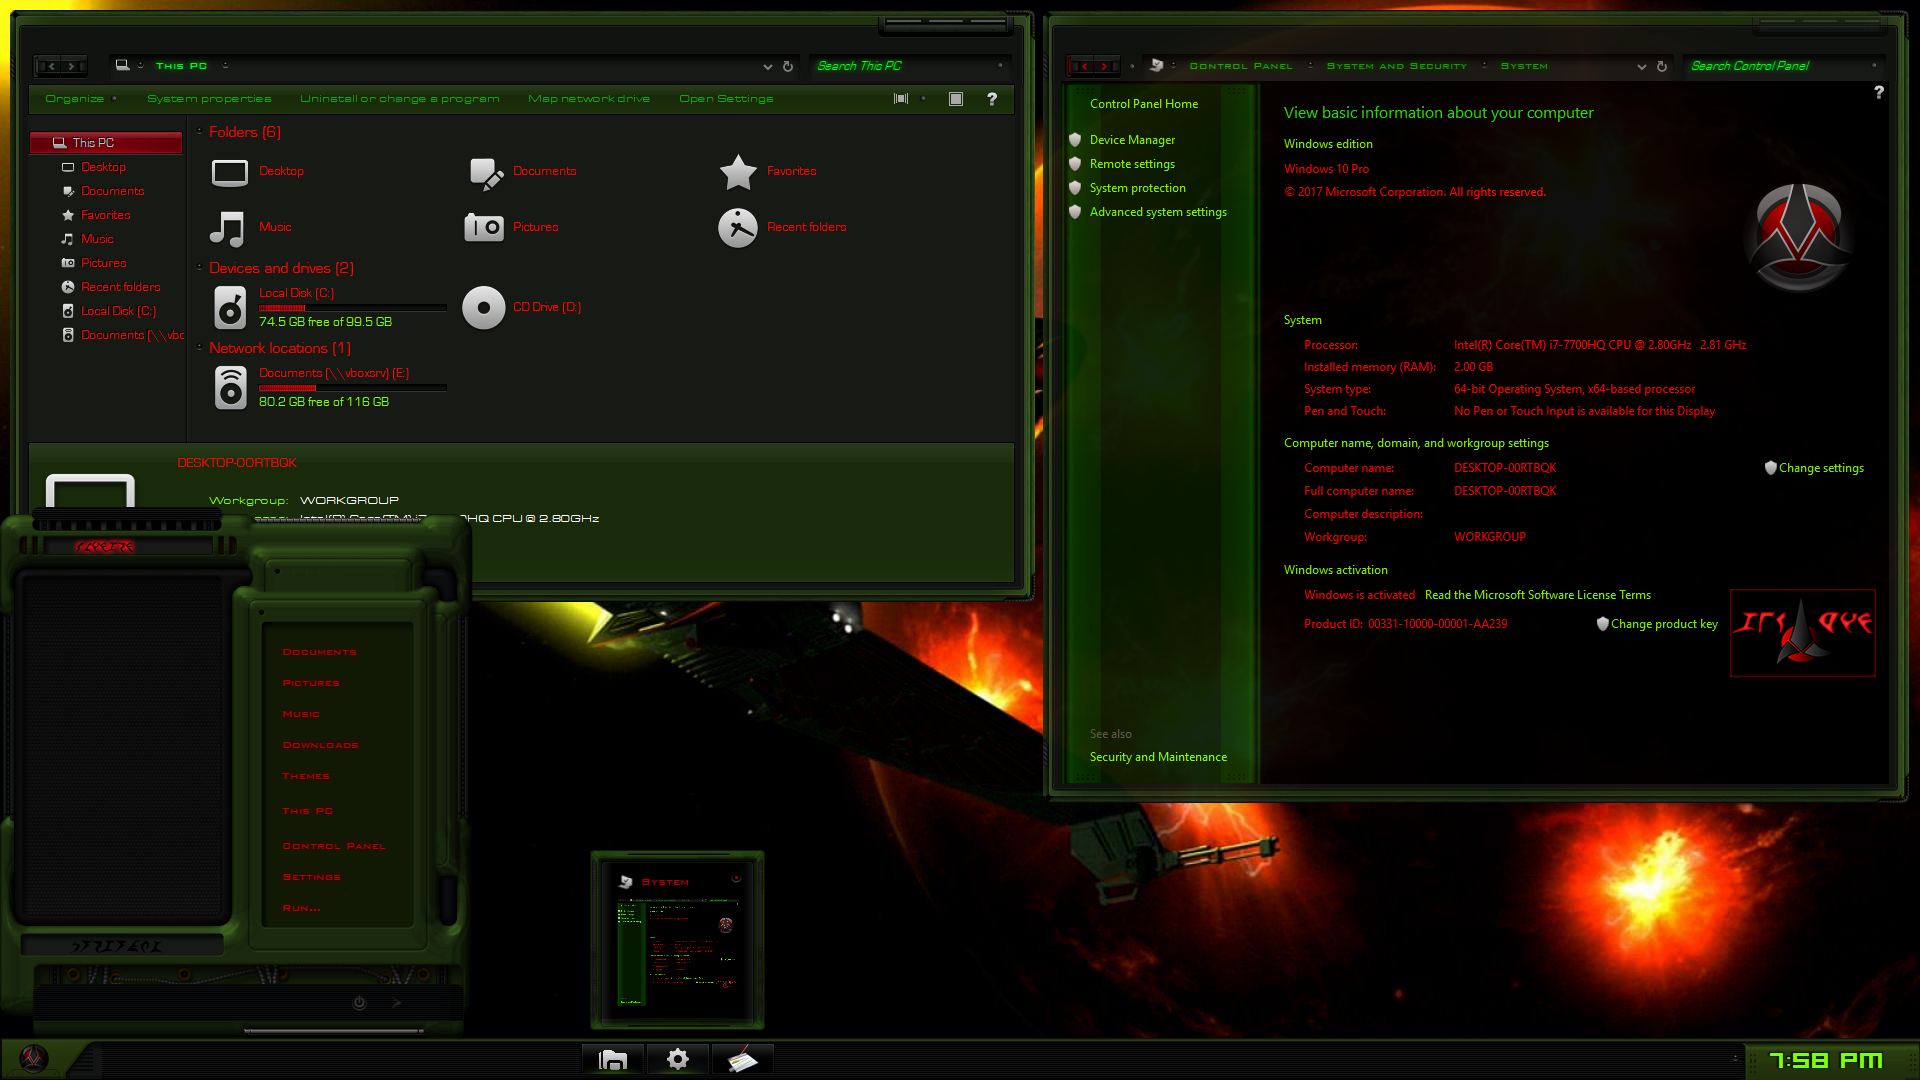 This PC
Search This PC
Organize
System properties
Uninstall or change a program
Map network drive
Open Settings
?
This PC
Desktop
Documents
Favorites
Music
Pictures
Recent folders
Local Disk (C:)
Documents (\\vbo
Folders (6)
Desktop
Documents
Favorites
Music
Pictures
Recent folders
Devices and drives (2)
Local Disk (C:)
74.5 GB free of 99.5 GB
CD Drive (D:)
Network locations (1)
Documents (\\vboxsrv) (E:)
80.2 GB free of 116 GB
DESKTOP-00RTBQK
Workgroup: WORKGROUP
HQ CPU @ 2.80GHz
Documents
Pictures
Music
Downloads
Themes
This PC
Control Panel
Settings
Run...
System
Control Panel
System and Security
System
Search Control Panel
?
Control Panel Home
Device Manager
Remote settings
System protection
Advanced system settings
See also
Security and Maintenance
View basic information about your computer
Windows edition
Windows 10 Pro
© 2017 Microsoft Corporation. All rights reserved.
System
Processor: Intel(R) Core(TM) i7-7700HQ CPU @ 2.80GHz 2.81 GHz
Installed memory (RAM): 2.00 GB
System type: 64-bit Operating System, x64-based processor
Pen and Touch: No Pen or Touch Input is available for this Display
Computer name, domain, and workgroup settings
Computer name: DESKTOP-00RTBQK
Change settings
Full computer name: DESKTOP-00RTBQK
Computer description:
Workgroup: WORKGROUP
Windows activation
Windows is activated Read the Microsoft Software License Terms
Product ID: 00331-10000-00001-AA239
Change product key
7:58 PM